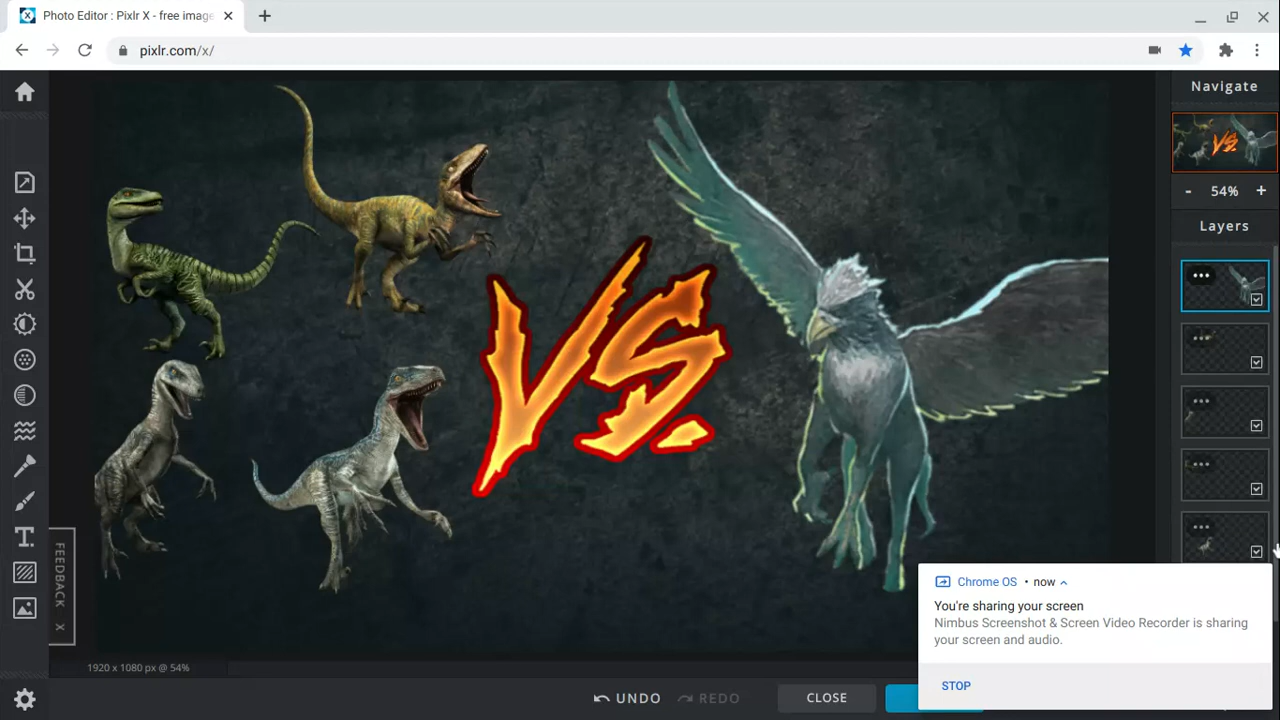 Photo Editor : Pixlr X - free image
pixlr.com/x/
Navigate
- 54% +
Layers
VS.
FEEDBACK X
Chrome OS • now
You're sharing your screen
Nimbus Screenshot & Screen Video Recorder is sharing
your screen and audio.
STOP
1920 x 1080 px @ 54%
UNDO REDO CLOSE